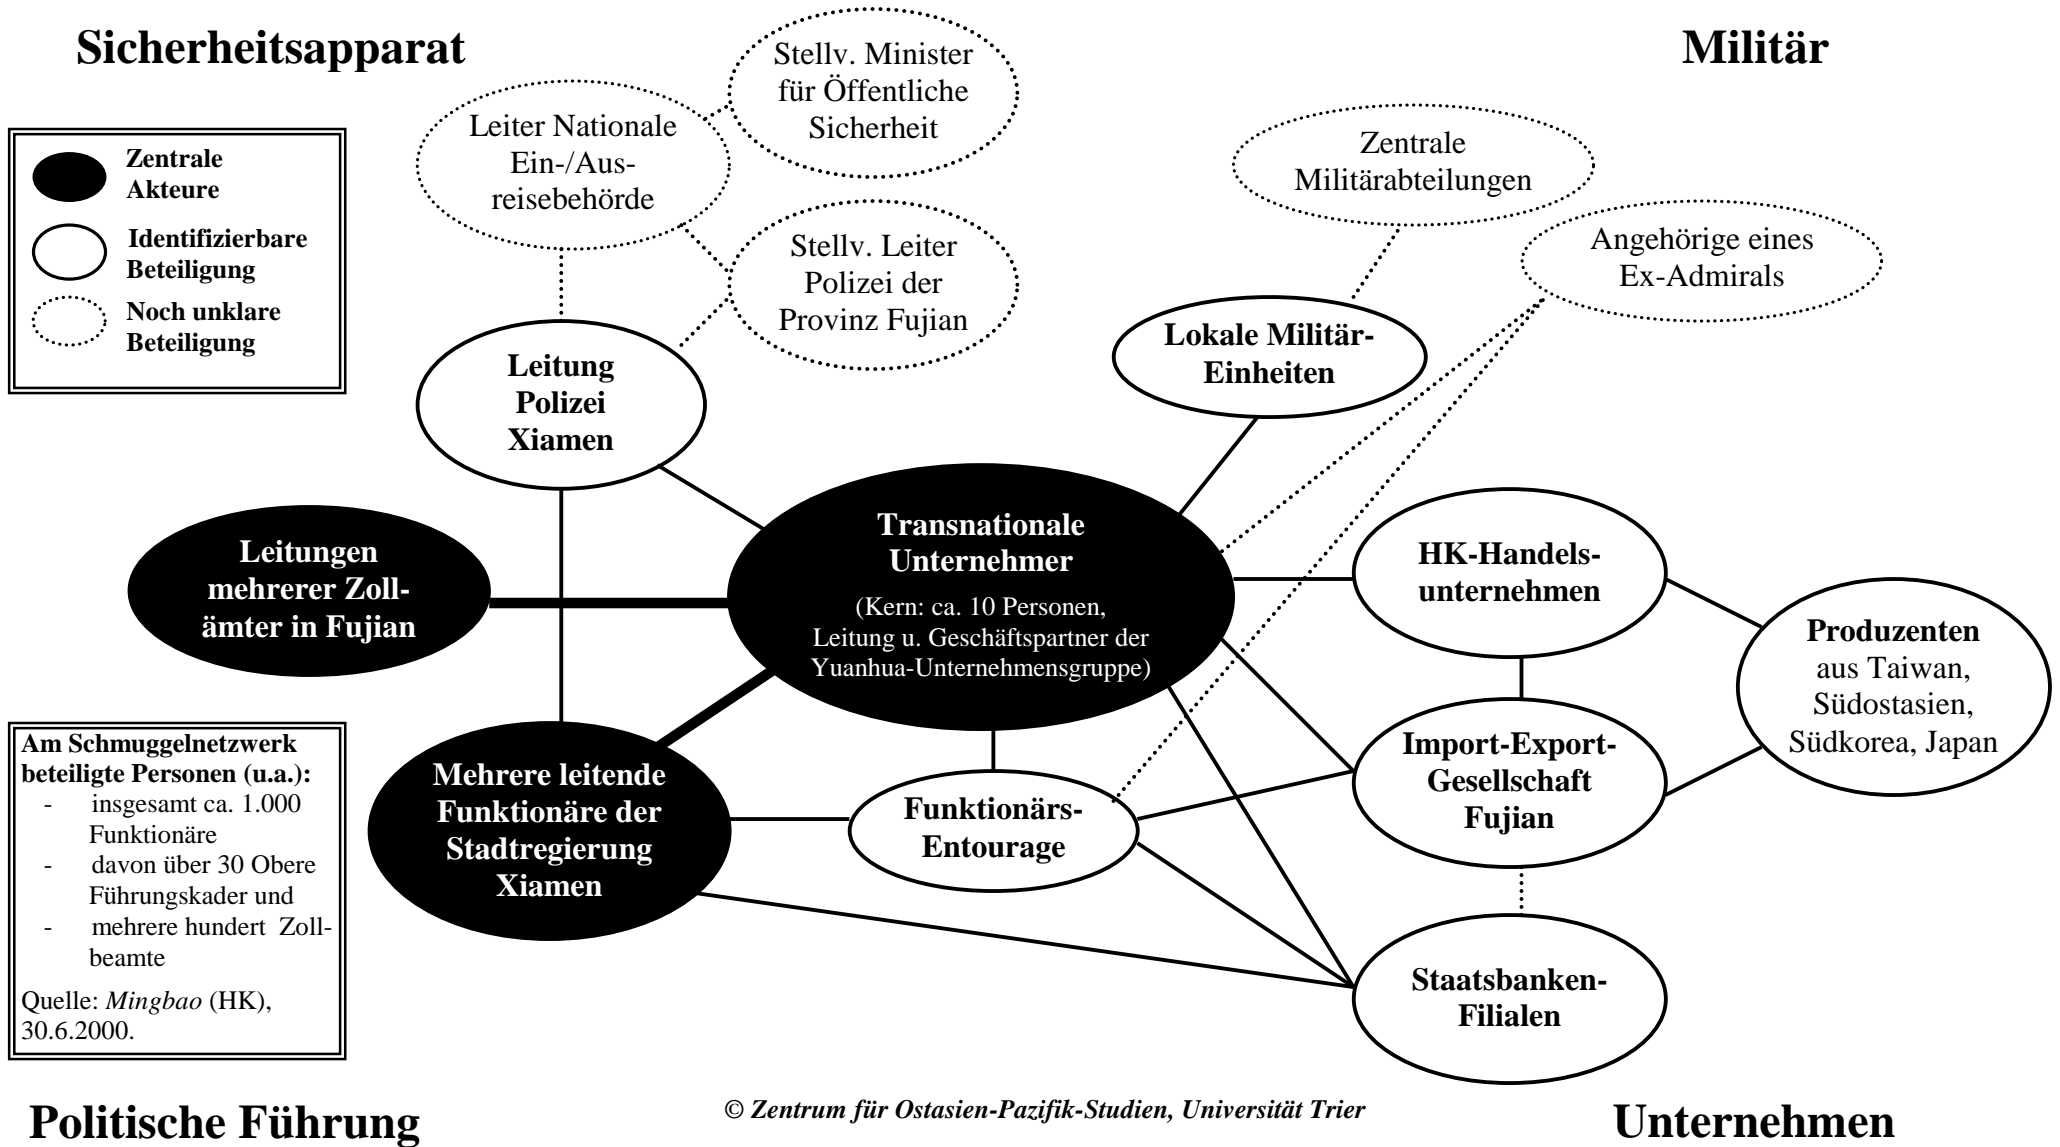 Sicherheitsapparat
Militär
Zentrale
Akteure
Identifizierbare
Beteiligung
Noch unklare
Beteiligung
Stellv. Minister
für Öffentliche
Sicherheit
Leiter Nationale
Ein-/Aus-
reisebehörde
Stellv. Leiter
Polizei der
Provinz Fujian
Zentrale
Militärabteilungen
Angehörige eines
Ex-Admirals
Lokale Militär-
Einheiten
Leitung
Polizei
Xiamen
Leitungen
mehrerer Zoll-
ämter in Fujian
Transnationale
Unternehmer
(Kern: ca. 10 Personen,
Leitung u. Geschäftspartner der
Yuanhua-Unternehmensgruppe)
HK-Handels-
unternehmen
Produzenten
aus Taiwan,
Südostasien,
Südkorea, Japan
Import-Export-
Gesellschaft
Fujian
Mehrere leitende
Funktionäre der
Stadtregierung
Xiamen
Funktionärs-
Entourage
Staatsbanken-
Filialen
Am Schmuggelnetzwerk
beteiligte Personen (u.a.):
- insgesamt ca. 1.000
Funktionäre
- davon über 30 Obere
Führungskader und
- mehrere hundert Zoll-
beamte
Quelle: Mingbao (HK),
30.6.2000.
Politische Führung
© Zentrum für Ostasien-Pazifik-Studien, Universität Trier
Unternehmen